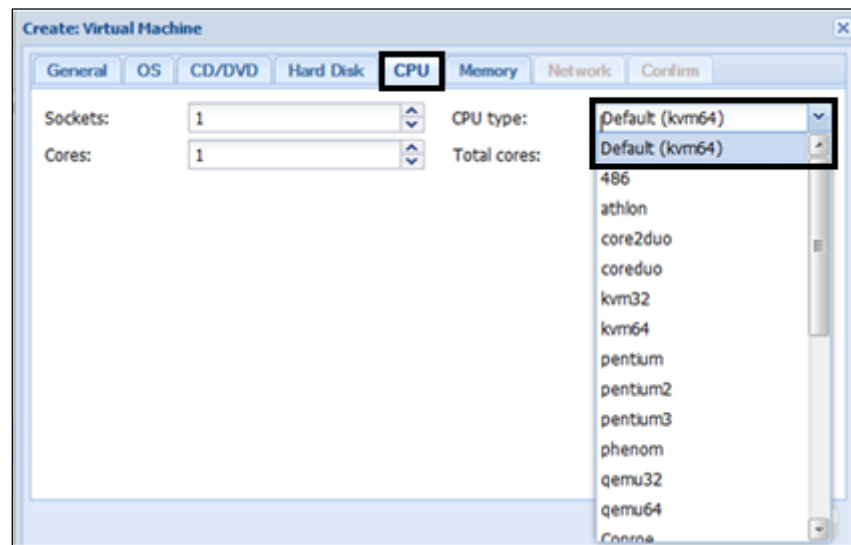 Create: Virtual Machine
General OS CD/DVD Hard Disk CPU Memory Network Confirm
Sockets: 1 CPU type: Default (kvm64)
Cores: 1 Total cores: Default (kvm64)
486
athlon
core2duo
coreduo
kvm32
kvm64
pentium
pentium2
pentium3
phenom
qemu32
qemu64
Conroe